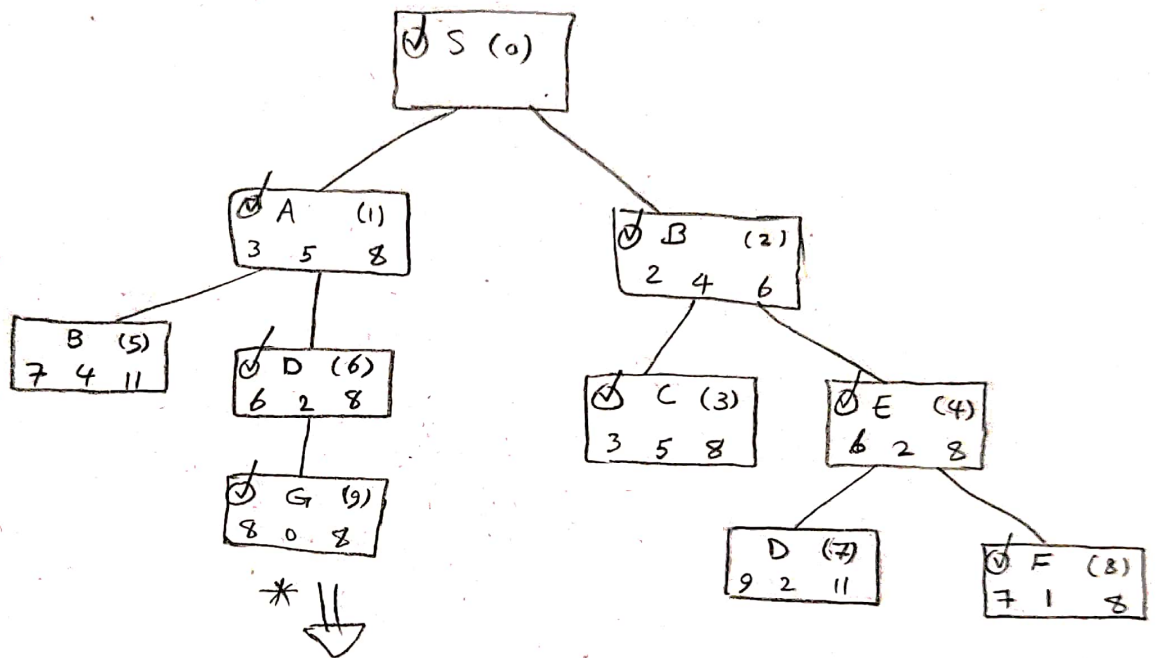 S (0)
A (1)
3 5 8
B (2)
2 4 6
B (5)
7 4 11
D (6)
6 2 8
C (3)
3 5 8
E (4)
6 2 8
G (9)
8 0 8
D (7)
9 2 11
F (8)
7 1 8
*